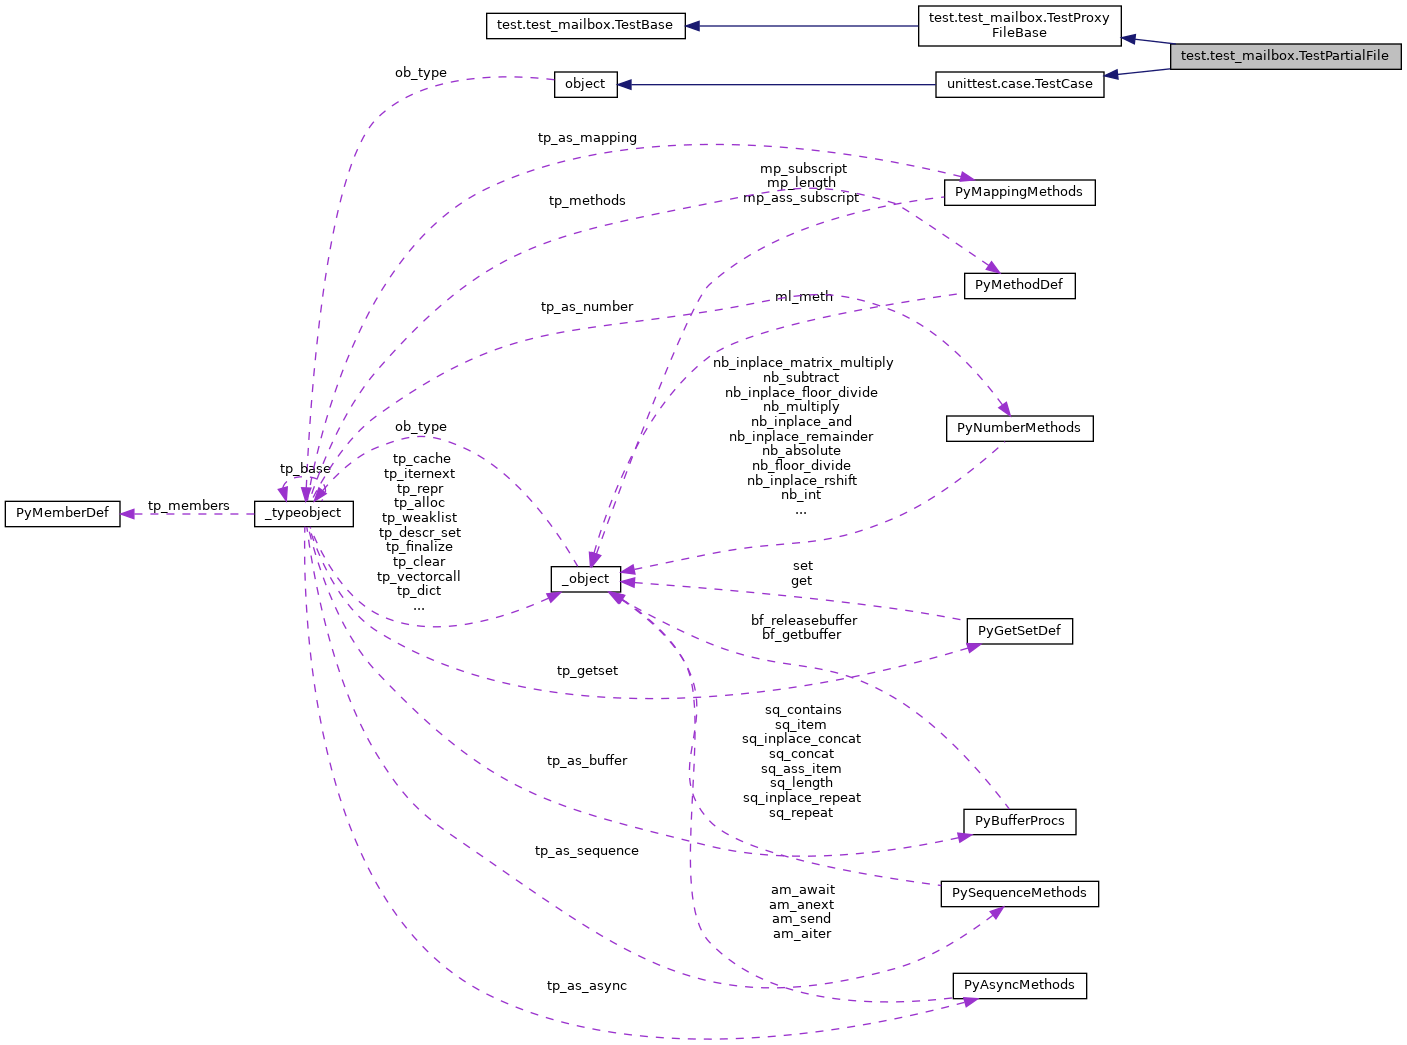 test.test_mailbox.TestBase
test.test_mailbox.TestProxy
FileBase
test.test_mailbox.TestPartialFile
ob_type
object
unittest.case.TestCase
tp_as_mapping
mp_subscript
mp_length
mp_ass_subscript
PyMappingMethods
tp_methods
PyMethodDef
ml_meth
tp_as_number
nb_inplace_matrix_multiply
nb_subtract
nb_inplace_floor_divide
nb_multiply
nb_inplace_and
nb_inplace_remainder
nb_absolute
nb_floor_divide
nb_inplace_rshift
nb_int
...
PyNumberMethods
ob_type
tp_base
tp_cache
tp_iternext
tp_repr
tp_alloc
tp_weaklist
tp_descr_set
tp_finalize
tp_clear
tp_vectorcall
tp_dict
...
PyMemberDef
tp_members
_typeobject
_object
set
get
PyGetSetDef
bf_releasebuffer
bf_getbuffer
tp_getset
sq_contains
sq_item
sq_inplace_concat
sq_concat
sq_ass_item
sq_length
sq_inplace_repeat
sq_repeat
tp_as_buffer
PyBufferProcs
tp_as_sequence
PySequenceMethods
am_await
am_anext
am_send
am_aiter
tp_as_async
PyAsyncMethods